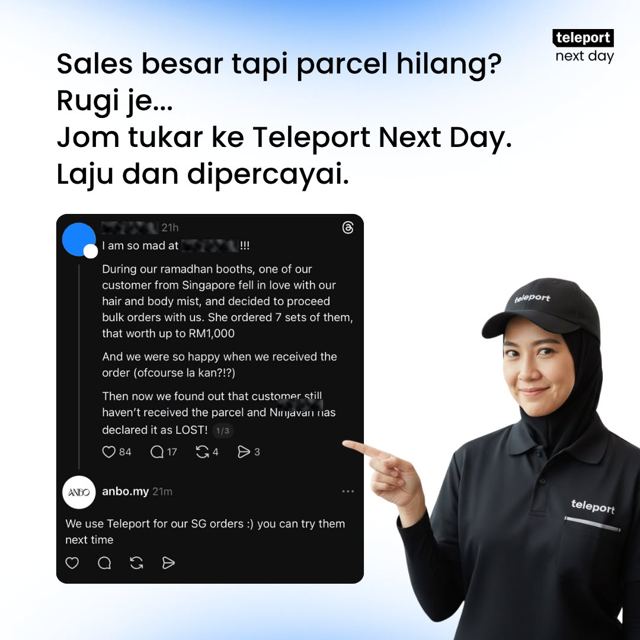 teleport
next day
Sales besar tapi parcel hilang?
Rugi je...
Jom tukar ke Teleport Next Day.
Laju dan dipercayai.
21h
I am so mad at !!!
During our ramadhan booths, one of our
customer from Singapore fell in love with our
hair and body mist, and decided to proceed
bulk orders with us. She ordered 7 sets of them,
that worth up to RM1,000
And we were so happy when we received the
order (ofcourse la kan?!?)
Then now we found out that customer still
haven't received the parcel and has
declared it as LOST! 1/3
84 17 4 3
ANBO
anbo.my 21m
We use Teleport for our SG orders :) you can try them
next time
teleport
teleport